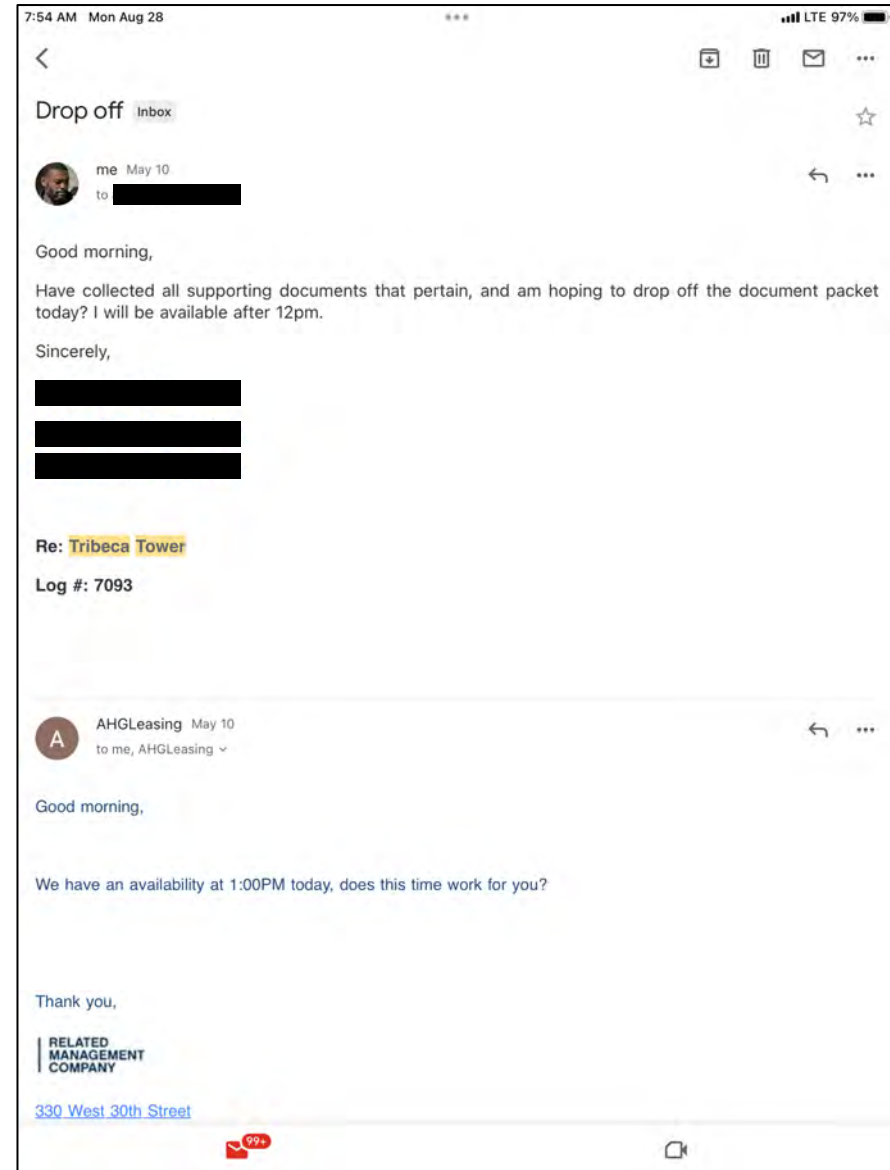 7:54 AM Mon Aug 28
LTE 97%
Drop off Inbox
me May 10
to
Good morning,
Have collected all supporting documents that pertain, and am hoping to drop off the document packet
today? I will be available after 12pm.
Sincerely,
Re: Tribeca Tower
Log #: 7093
A
AHGLeasing May 10
to me, AHGLeasing
Good morning,
We have an availability at 1:00PM today, does this time work for you?
Thank you,
RELATED
MANAGEMENT
COMPANY
330 West 30th Street
99+